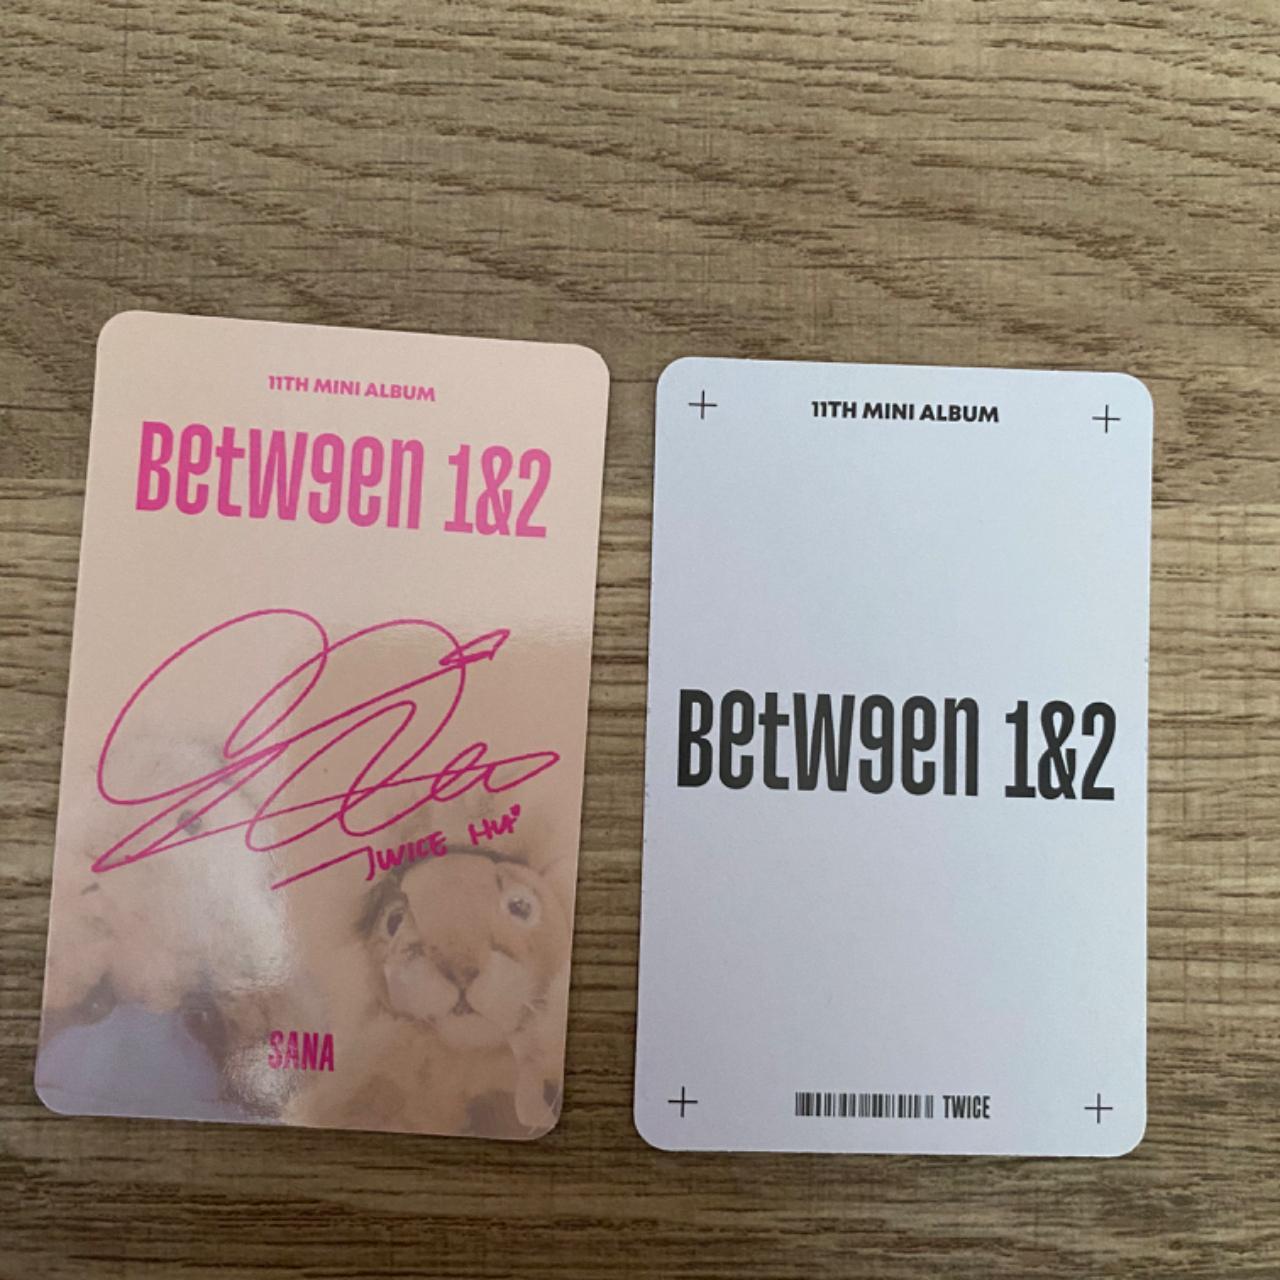 11TH MINI ALBUM
BetW9en 1&2
TWICE
SANA
11TH MINI ALBUM
BetW9en 1&2
TWICE